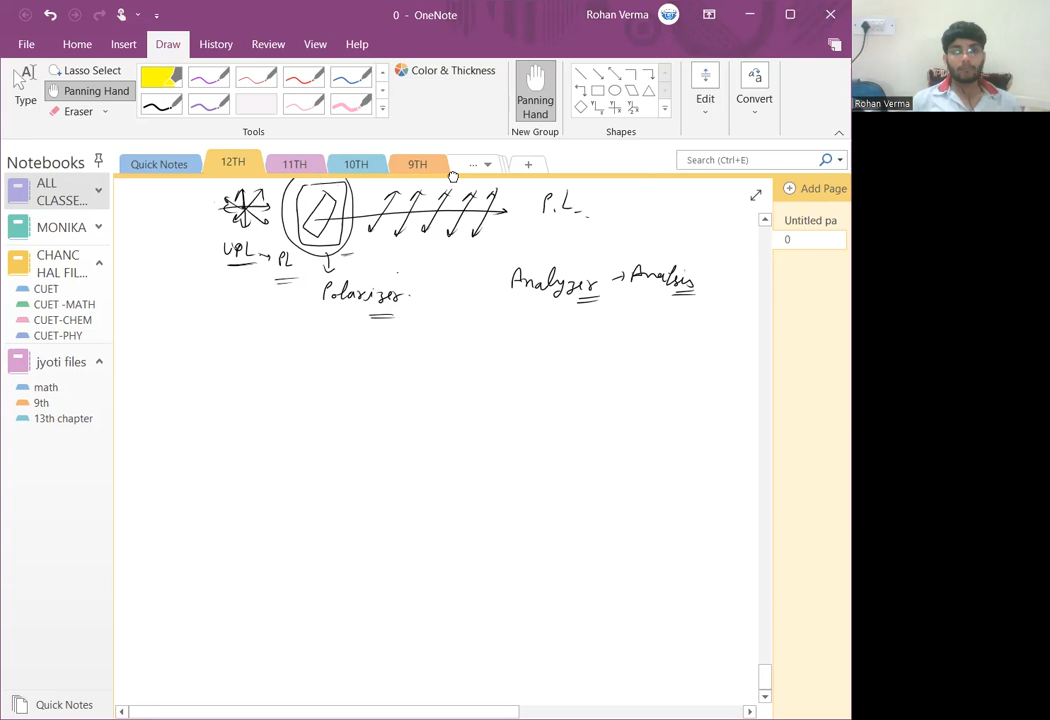 0 - OneNote
Rohan Verma
File Home Insert Draw History Review View Help
Type
Lasso Select
Panning Hand
Eraser
Color & Thickness
Panning Hand
Edit
Convert
Tools
New Group
Shapes
Notebooks
Quick Notes 12TH 11TH 10TH 9TH ... +
Search (Ctrl+E)
ALL CLASSE...
MONIKA
CHANC HAL FIL...
CUET
CUET -MATH
CUET-CHEM
CUET-PHY
jyoti files
math
9th
13th chapter
Quick Notes
Add Page
Untitled pa
0
P.L
UPL → PL
Polarizer.
Analyzer → Analsis
Rohan Verma